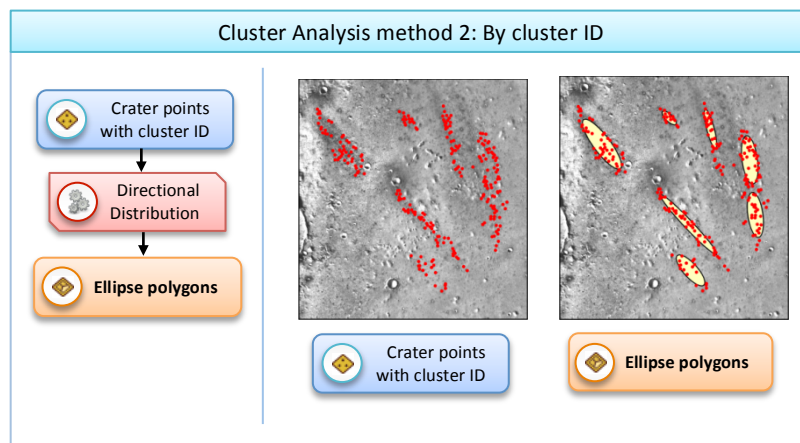 Cluster Analysis method 2: By cluster ID
Crater points
with cluster ID
Directional
Distribution
Ellipse polygons
Crater points
with cluster ID
Ellipse polygons